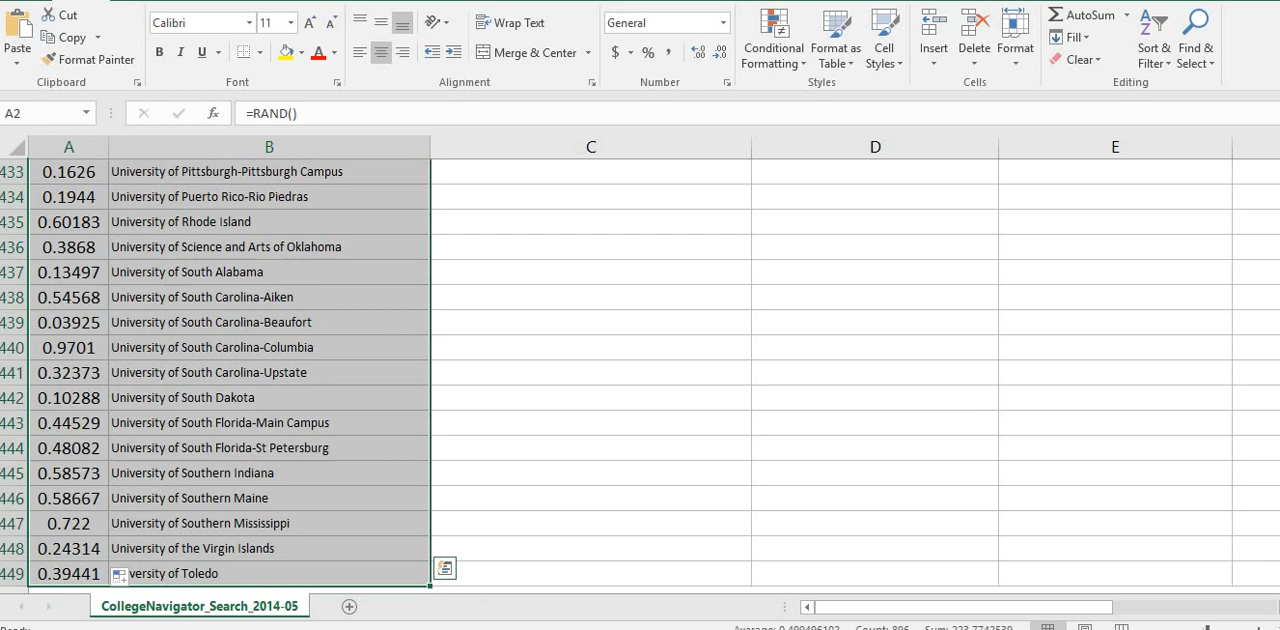 Cut
Calibri 11 A A
Wrap Text
General
AutoSum
Copy
Fill
Paste
Format Painter
B I U A
Merge & Center
$ % ,
Conditional Formatting
Format as Table
Cell Styles
Insert
Delete
Format
Clear
Sort & Filter
Find & Select
Clipboard
Font
Alignment
Number
Styles
Cells
Editing
A2 fx =RAND()
A B C D E
433 0.1626 University of Pittsburgh-Pittsburgh Campus
434 0.1944 University of Puerto Rico-Rio Piedras
435 0.60183 University of Rhode Island
436 0.3868 University of Science and Arts of Oklahoma
437 0.13497 University of South Alabama
438 0.54568 University of South Carolina-Aiken
439 0.03925 University of South Carolina-Beaufort
440 0.9701 University of South Carolina-Columbia
441 0.32373 University of South Carolina-Upstate
442 0.10288 University of South Dakota
443 0.44529 University of South Florida-Main Campus
444 0.48082 University of South Florida-St Petersburg
445 0.58573 University of Southern Indiana
446 0.58667 University of Southern Maine
447 0.722 University of Southern Mississippi
448 0.24314 University of the Virgin Islands
449 0.39441 versity of Toledo
CollegeNavigator_Search_2014-05